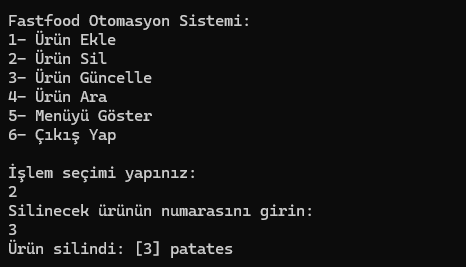 Fastfood Otomasyon Sistemi:
1- Ürün Ekle
2- Ürün Sil
3- Ürün Güncelle
4- Ürün Ara
5- Menüyü Göster
6- Çıkış Yap
İşlem seçimi yapınız:
2
Silinecek ürünün numarasını girin:
3
Ürün silindi: [3] patates